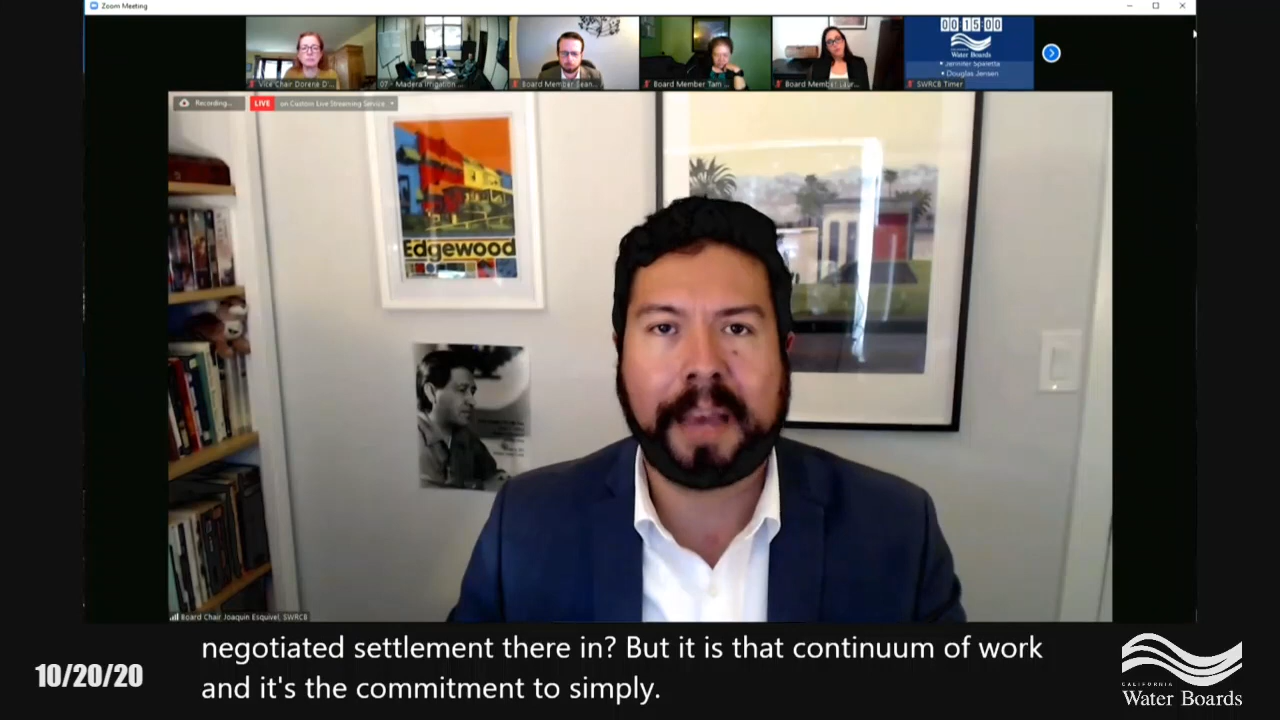 Zoom Meeting
Vice Chair Dorene D'...
07 - Madera Irrigation ...
Board Member Sean...
Board Member Tam ...
Board Member Laur...
00:15:00
CALIFORNIA
Water Boards
• Jennifer Spaletta
• Douglas Jensen
SWRCB Timer
Recording...
LIVE
on Custom Live Streaming Service
Edgewood
Board Chair Joaquin Esquivel, SWRCB
negotiated settlement there in? But it is that continuum of work
and it's the commitment to simply.
10/20/20
CALIFORNIA
Water Boards